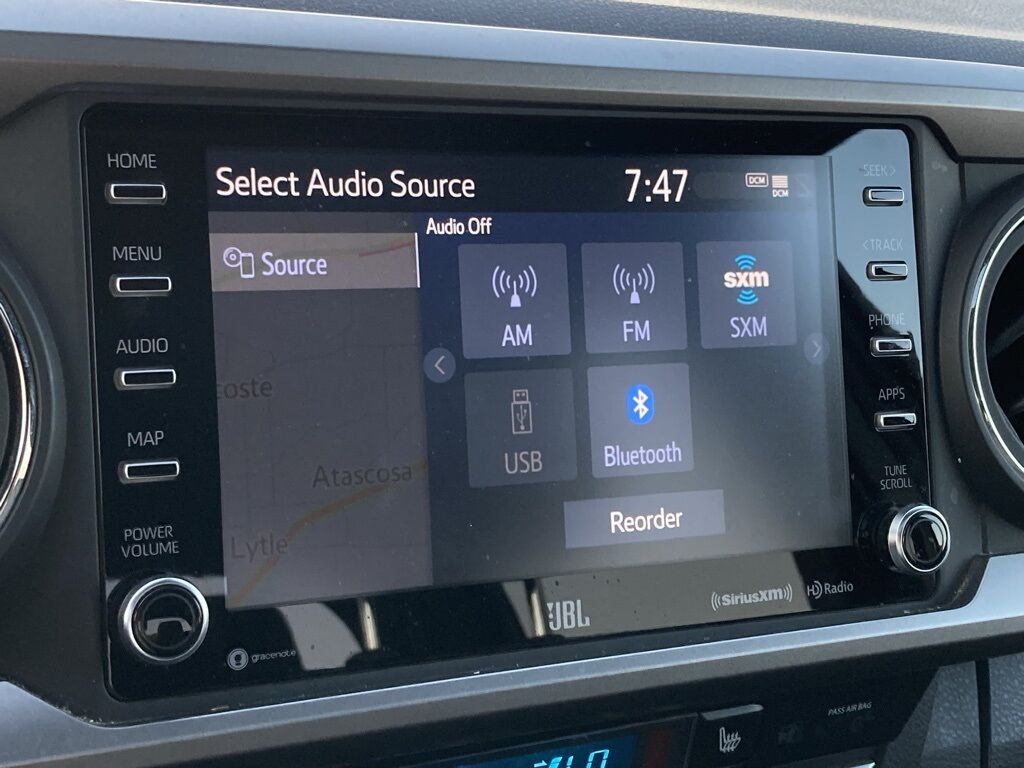 HOME
MENU
AUDIO
MAP
POWER
VOLUME
Select Audio Source
7:47
DCM
DCM
Audio Off
Source
AM
FM
sxm
SXM
USB
Bluetooth
Reorder
Atascosa
Lytle
SEEK >
< TRACK
PHONE
APPS
TUNE
SCROLL
gracenote
JBL
((SiriusXM))
HD Radio
PASS AIR BAG
LO